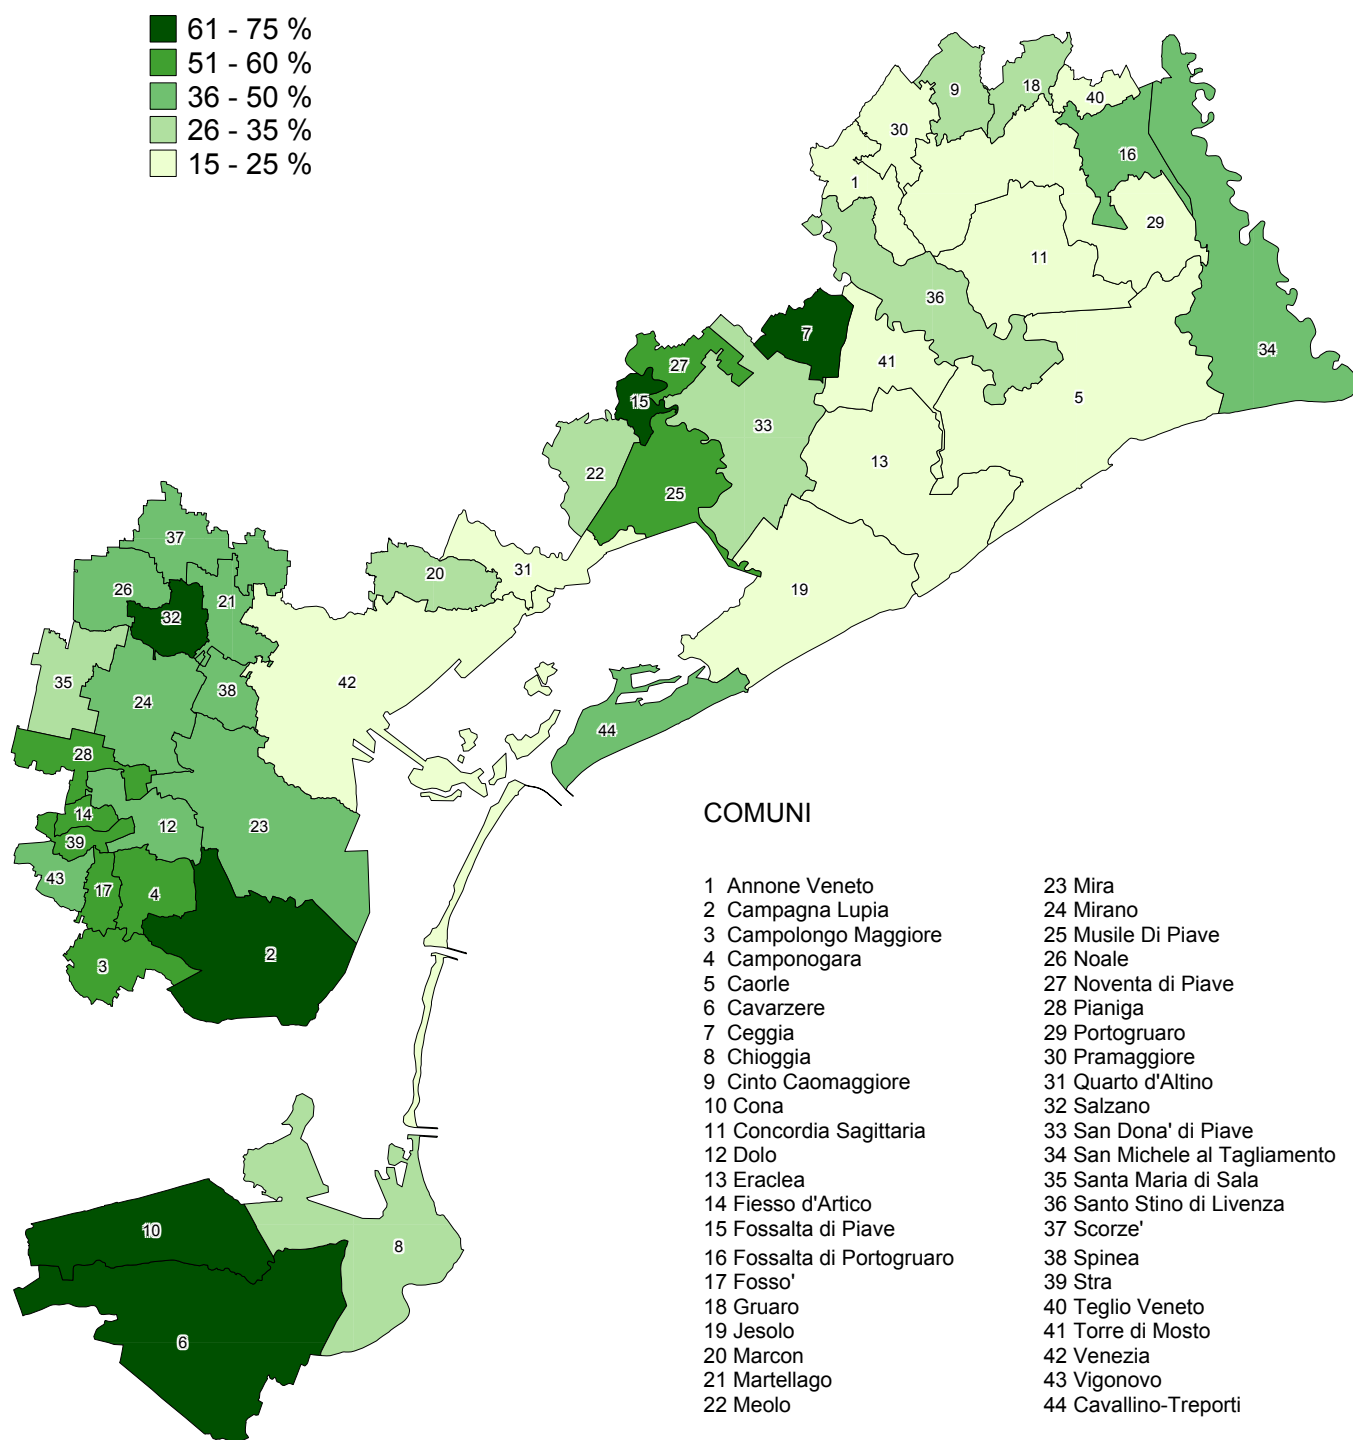 61 - 75 %
51 - 60 %
36 - 50 %
26 - 35 %
15 - 25 %
9
18
40
30
16
1
29
11
36
7
34
27
41
5
15
33
22
13
25
37
20
31
26
21
19
32
35
38
42
24
44
28
14
12
23
39
43
17
4
2
3
10
8
6
COMUNI
1 Annone Veneto
2 Campagna Lupia
3 Campolongo Maggiore
4 Camponogara
5 Caorle
6 Cavarzere
7 Ceggia
8 Chioggia
9 Cinto Caomaggiore
10 Cona
11 Concordia Sagittaria
12 Dolo
13 Eraclea
14 Fiesso d'Artico
15 Fossalta di Piave
16 Fossalta di Portogruaro
17 Fosso'
18 Gruaro
19 Jesolo
20 Marcon
21 Martellago
22 Meolo
23 Mira
24 Mirano
25 Musile Di Piave
26 Noale
27 Noventa di Piave
28 Pianiga
29 Portogruaro
30 Pramaggiore
31 Quarto d'Altino
32 Salzano
33 San Dona' di Piave
34 San Michele al Tagliamento
35 Santa Maria di Sala
36 Santo Stino di Livenza
37 Scorze'
38 Spinea
39 Stra
40 Teglio Veneto
41 Torre di Mosto
42 Venezia
43 Vigonovo
44 Cavallino-Treporti